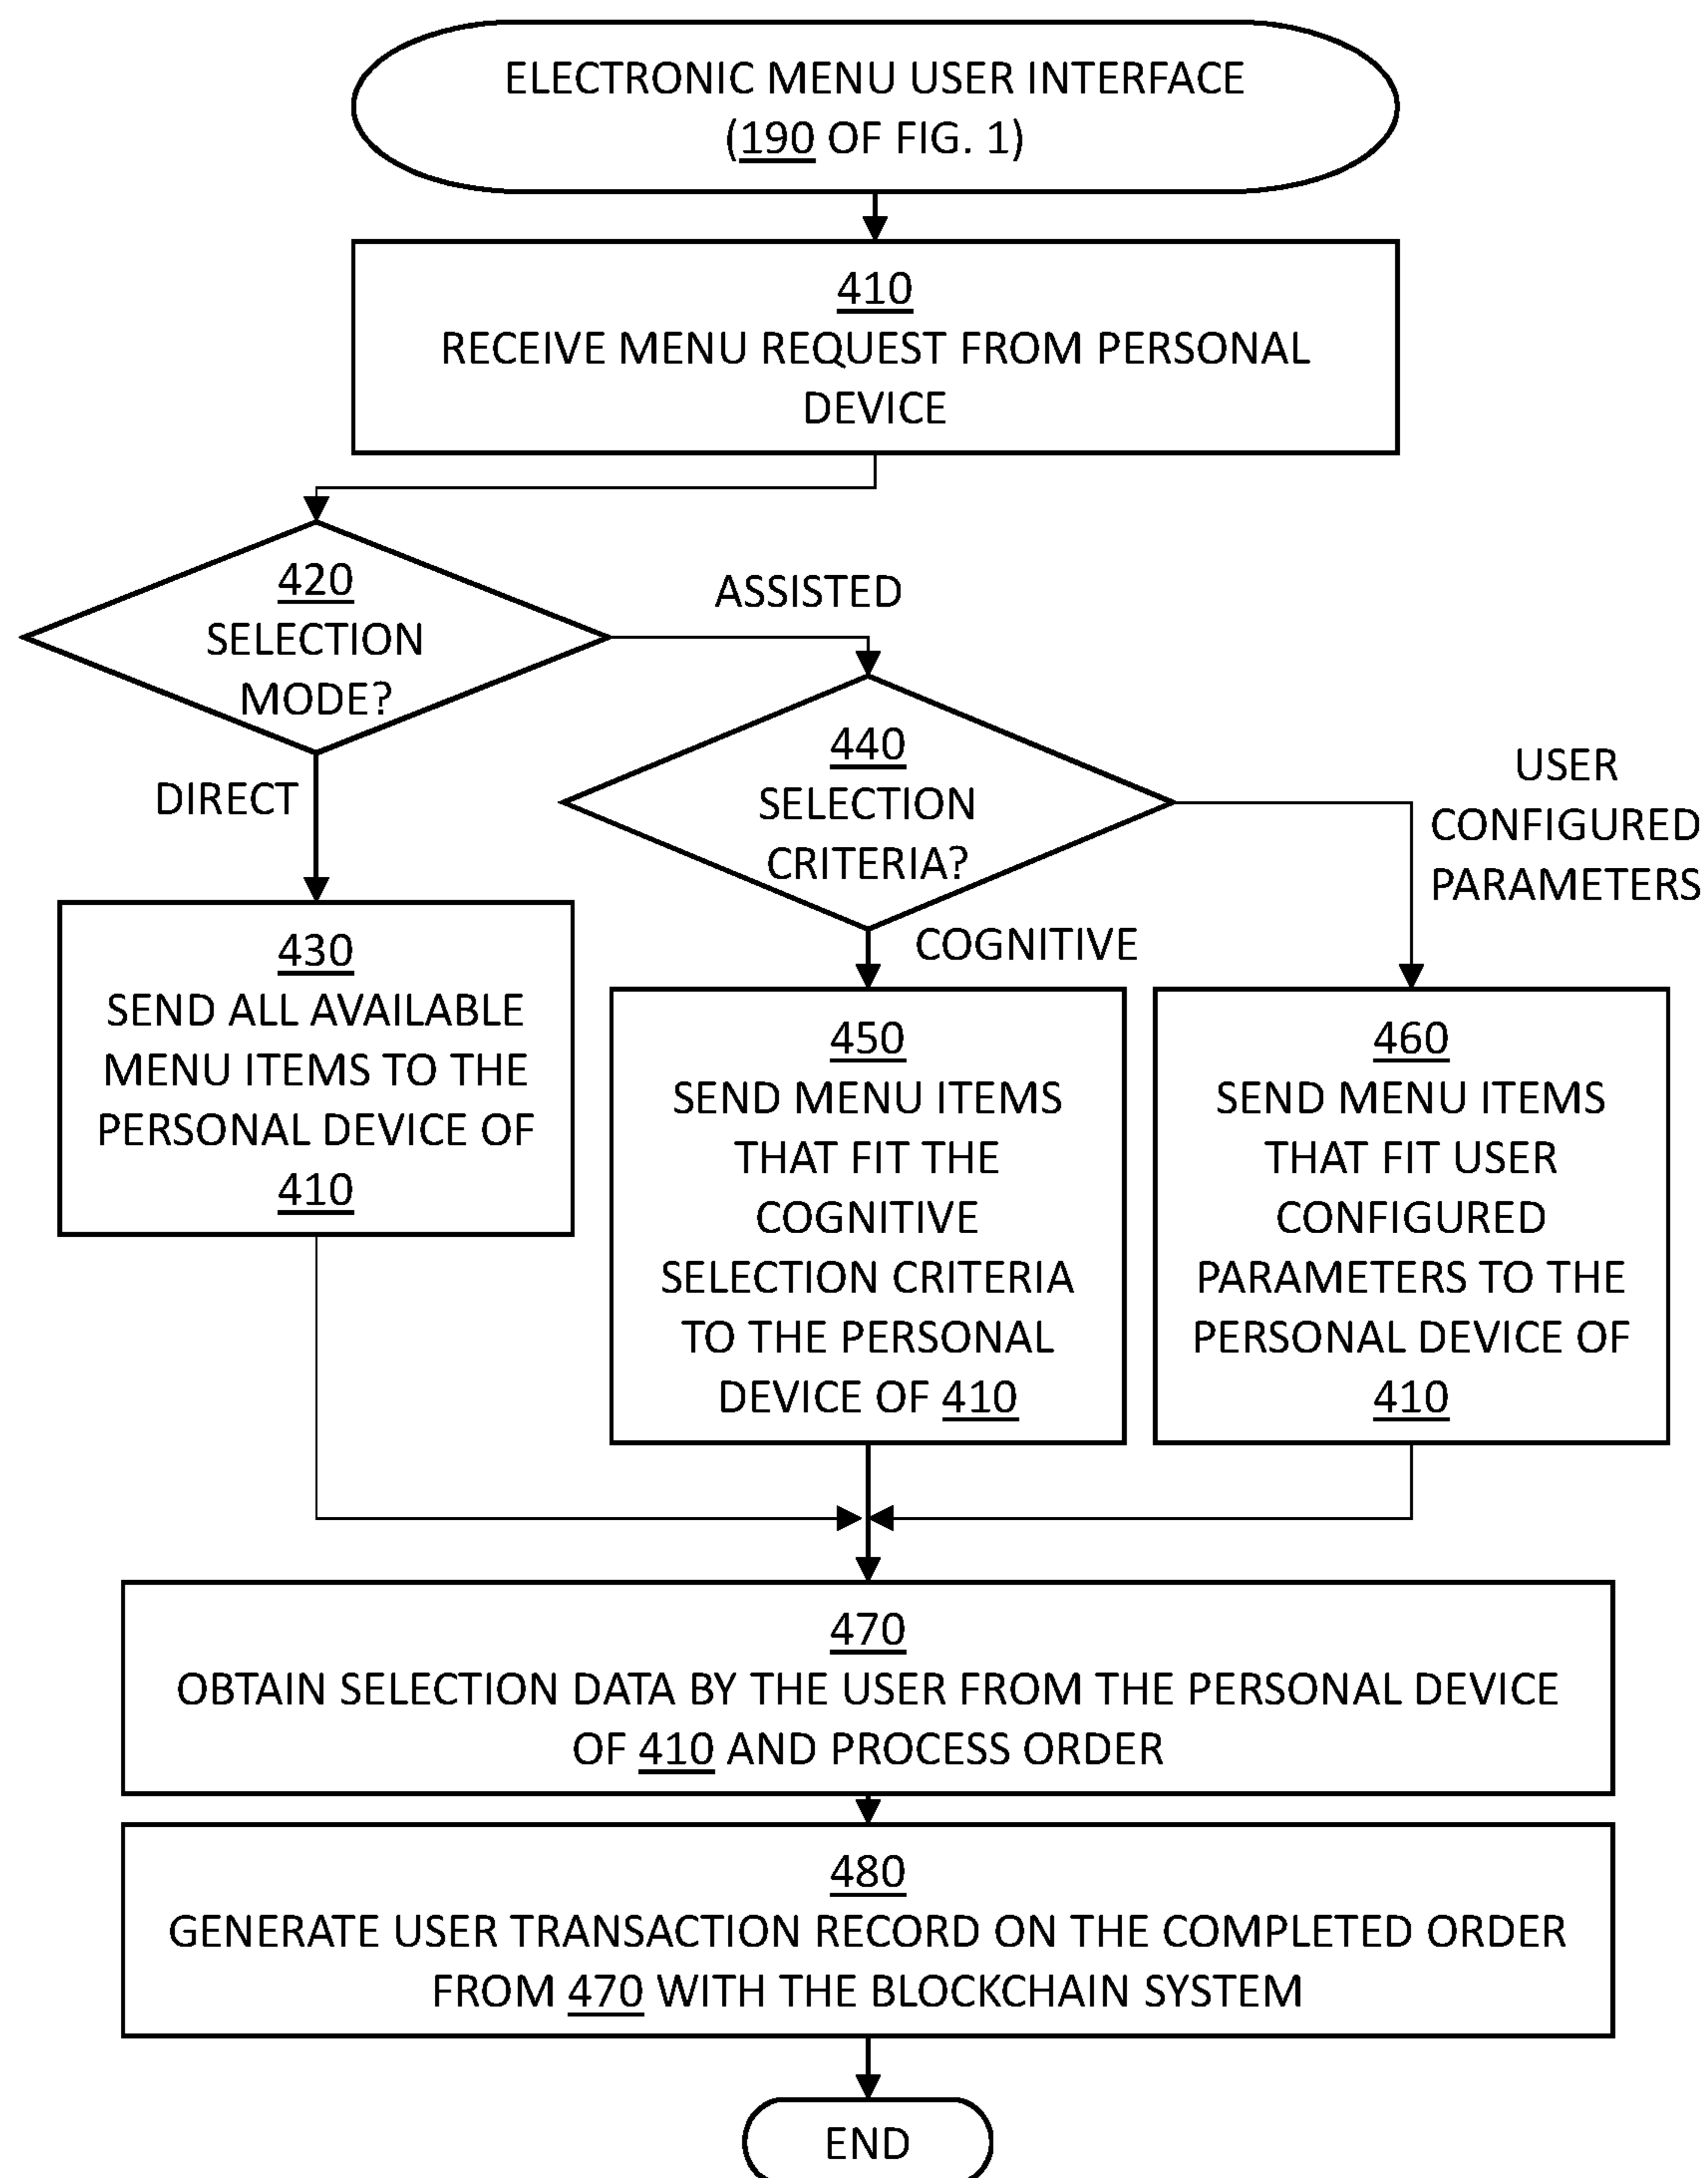 ELECTRONIC MENU USER INTERFACE
(190 OF FIG. 1)
410
RECEIVE MENU REQUEST FROM PERSONAL
DEVICE
420
SELECTION
MODE?
ASSISTED
DIRECT
440
SELECTION
CRITERIA?
USER
CONFIGURED
PARAMETERS
COGNITIVE
430
SEND ALL AVAILABLE
MENU ITEMS TO THE
PERSONAL DEVICE OF
410
450
SEND MENU ITEMS
THAT FIT THE
COGNITIVE
SELECTION CRITERIA
TO THE PERSONAL
DEVICE OF 410
460
SEND MENU ITEMS
THAT FIT USER
CONFIGURED
PARAMETERS TO THE
PERSONAL DEVICE OF
410
470
OBTAIN SELECTION DATA BY THE USER FROM THE PERSONAL DEVICE
OF 410 AND PROCESS ORDER
480
GENERATE USER TRANSACTION RECORD ON THE COMPLETED ORDER
FROM 470 WITH THE BLOCKCHAIN SYSTEM
END